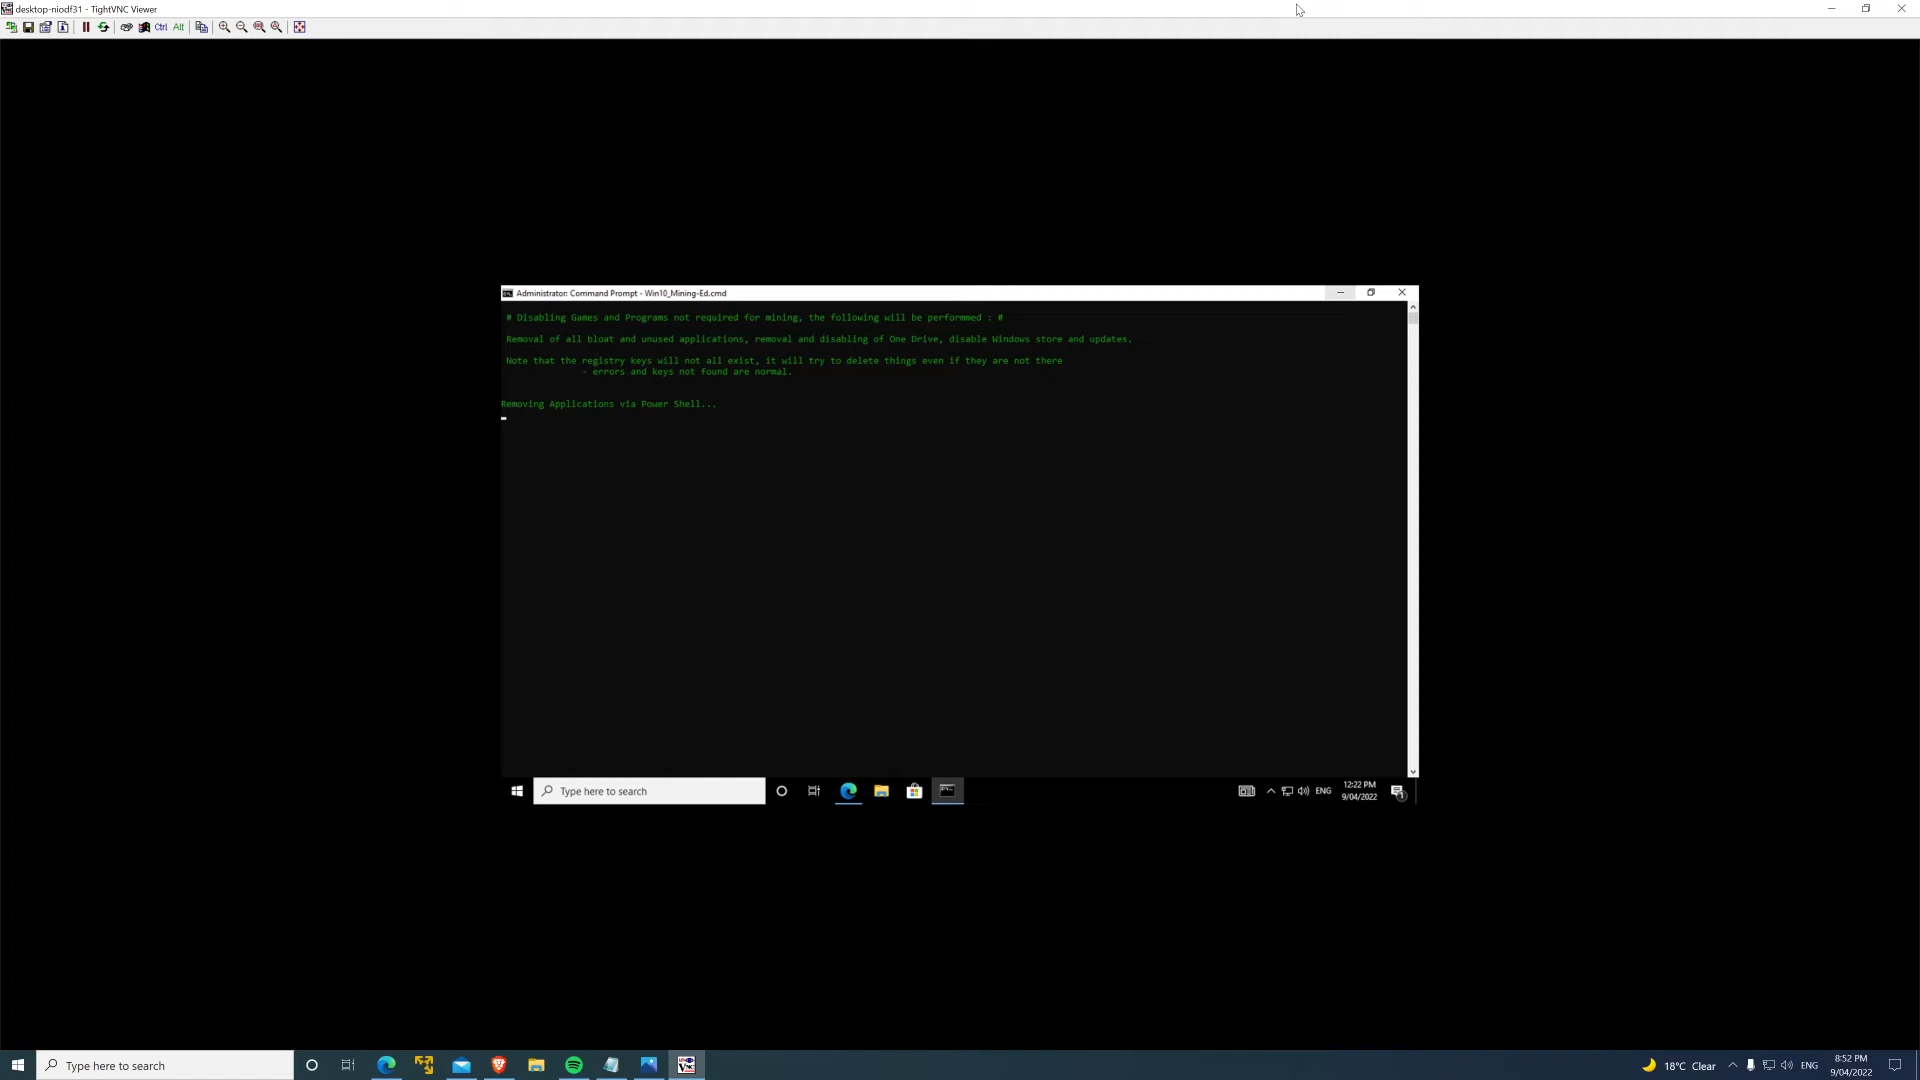 desktop-niodf31 - TightVNC Viewer
Ctrl Alt
Administrator: Command Prompt - Win10_Mining-Ed.cmd
# Disabling Games and Programs not required for mining, the following will be performmed : #
Removal of all bloat and unused applications, removal and disabling of One Drive, disable Windows store and updates.
Note that the registry keys will not all exist, it will try to delete things even if they are not there
- errors and keys not found are normal.
Removing Applications via Power Shell...
Type here to search
ENG
12:22 PM
9/04/2022
1
Type here to search
VNC
18°C Clear
ENG
8:52 PM
9/04/2022